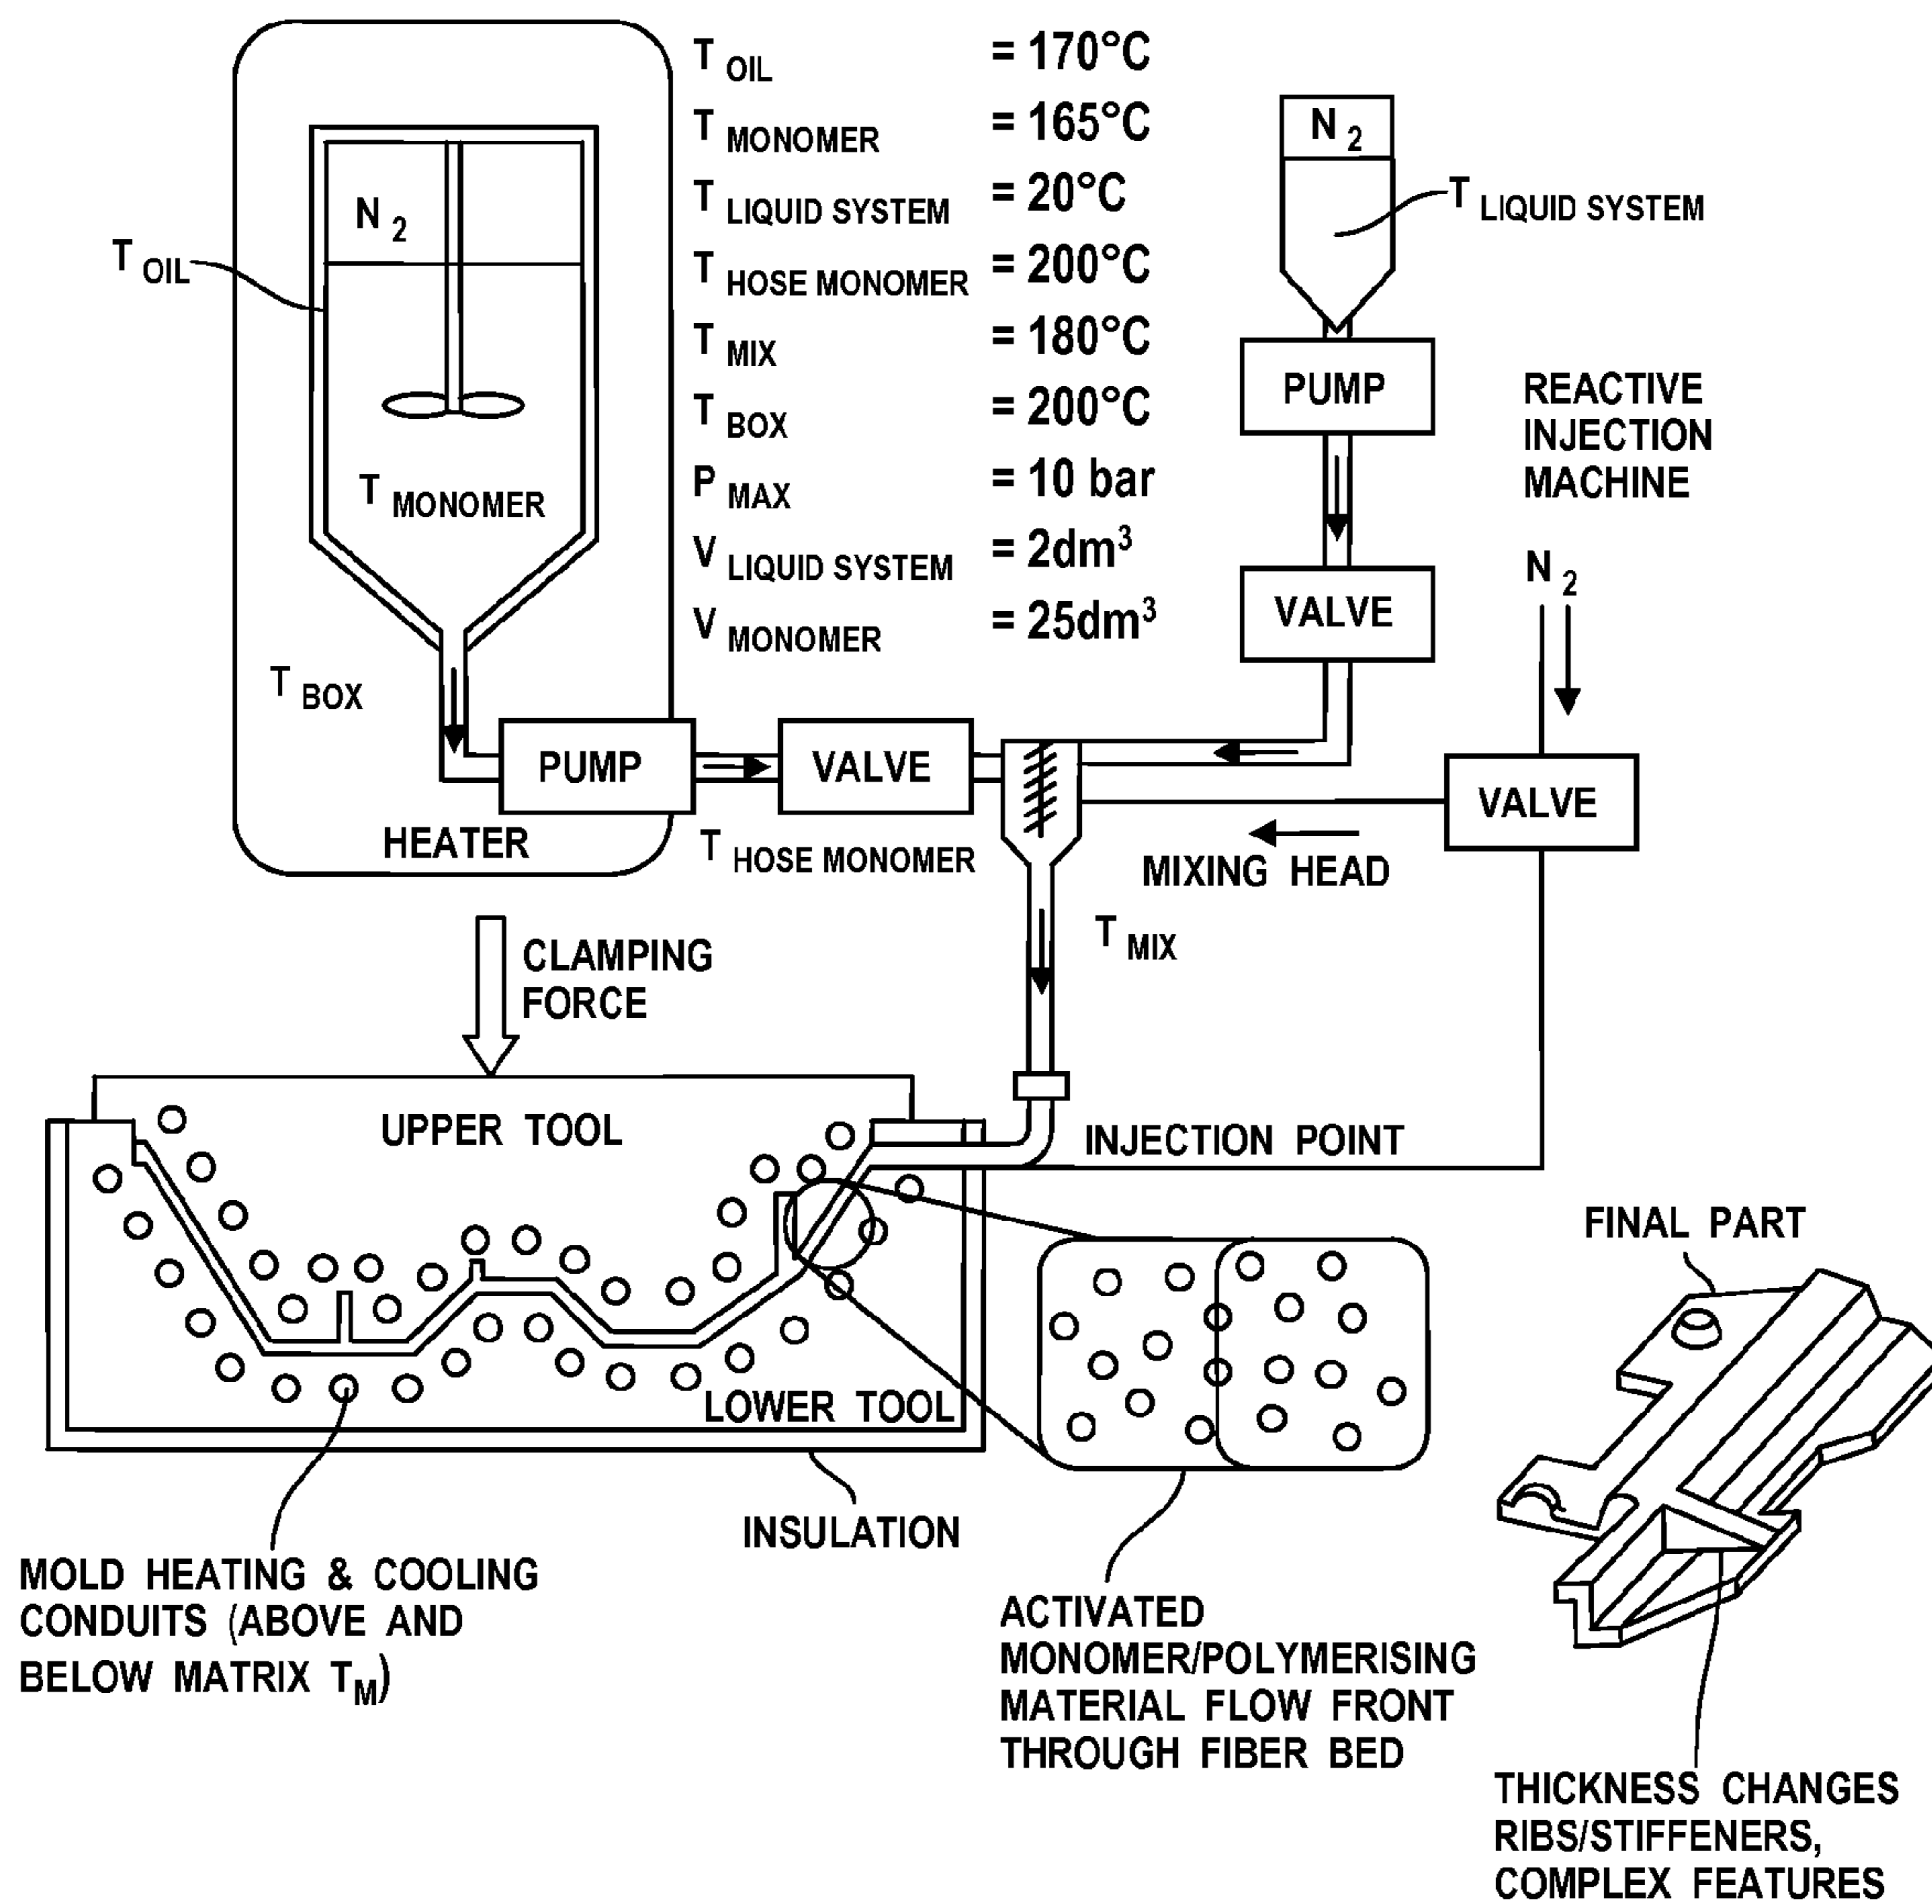 T OIL = 170°C
T MONOMER = 165°C
T LIQUID SYSTEM = 20°C
T HOSE MONOMER = 200°C
T MIX = 180°C
T BOX = 200°C
P MAX = 10 bar
V LIQUID SYSTEM = 2dm³
V MONOMER = 25dm³
N 2
T OIL
T MONOMER
T BOX
PUMP
HEATER
VALVE
T HOSE MONOMER
N 2
T LIQUID SYSTEM
PUMP
VALVE
REACTIVE
INJECTION
MACHINE
N 2
VALVE
MIXING HEAD
T MIX
CLAMPING
FORCE
UPPER TOOL
INJECTION POINT
LOWER TOOL
INSULATION
MOLD HEATING & COOLING
CONDUITS (ABOVE AND
BELOW MATRIX TM)
ACTIVATED
MONOMER/POLYMERISING
MATERIAL FLOW FRONT
THROUGH FIBER BED
FINAL PART
THICKNESS CHANGES
RIBS/STIFFENERS,
COMPLEX FEATURES